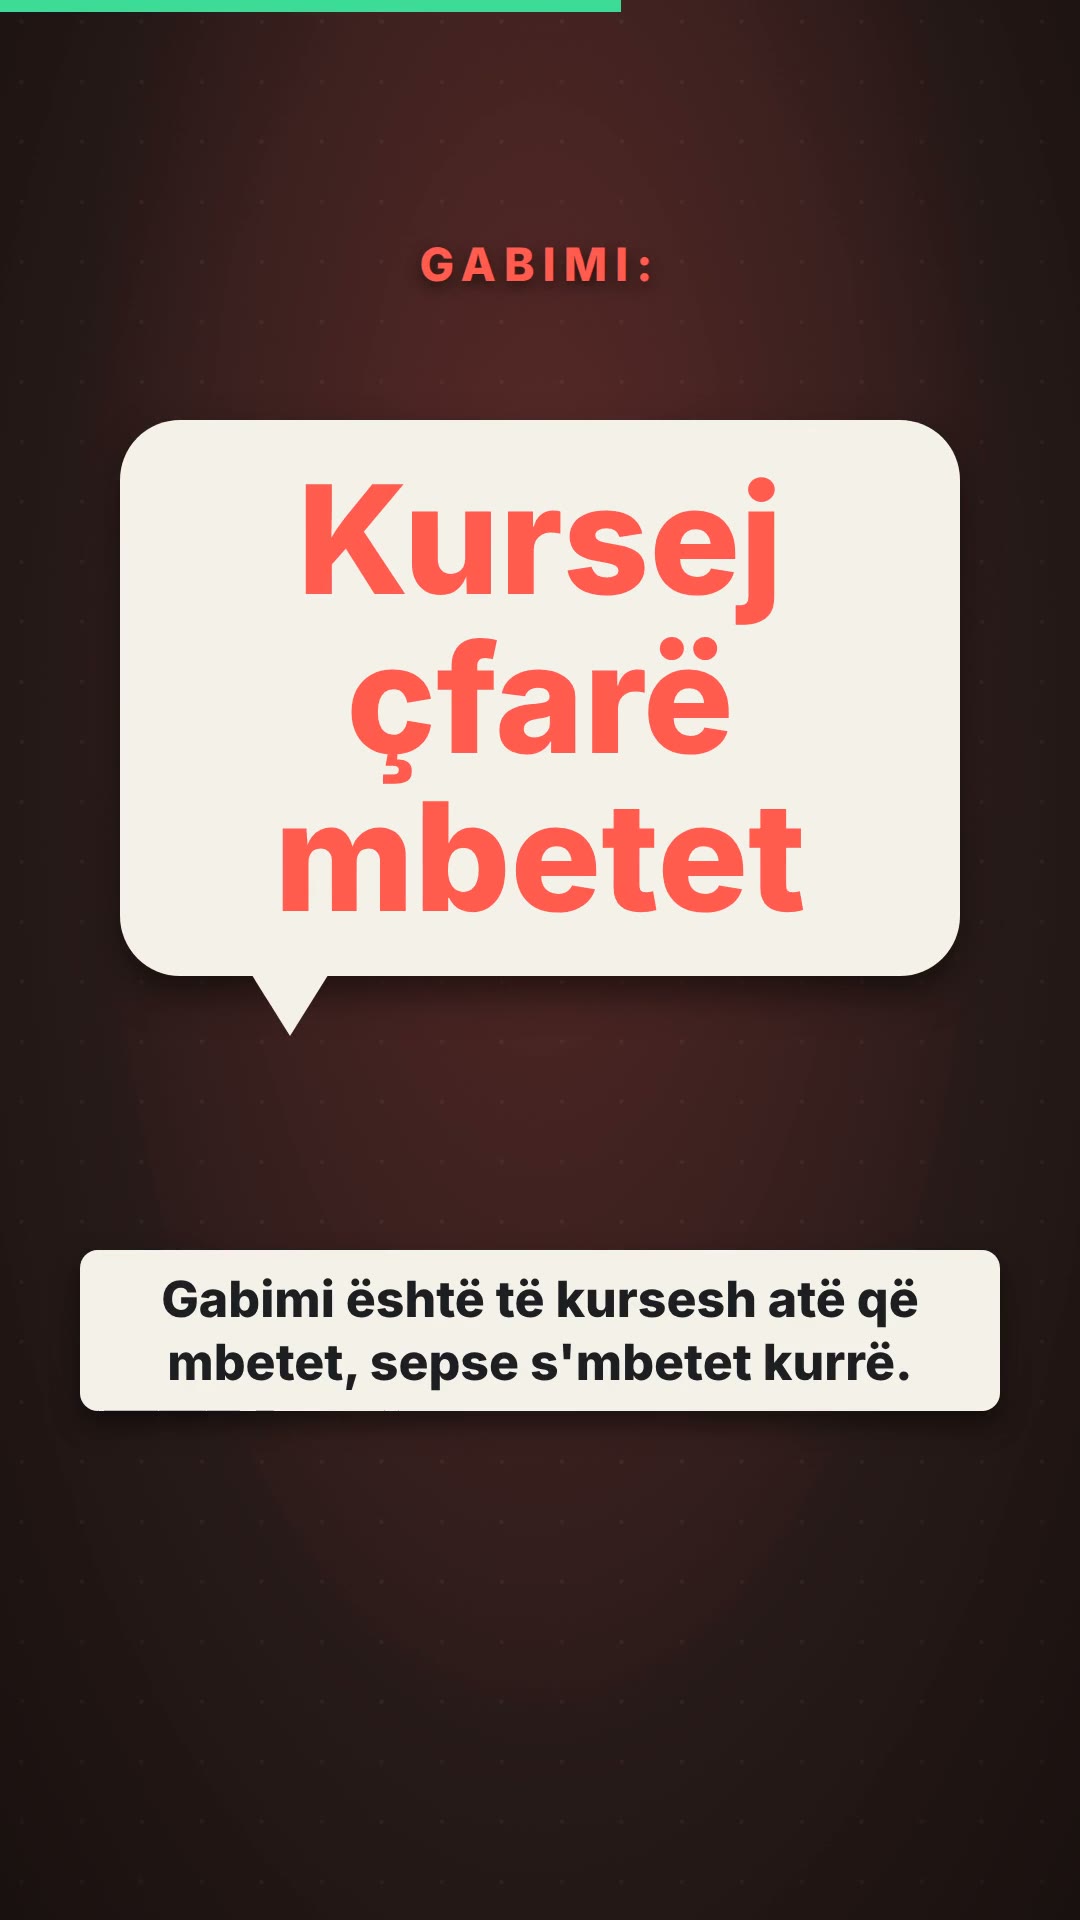 GABIMI:
Kursej
çfarë
mbetet
Gabimi është të kursesh atë që
mbetet, sepse s'mbetet kurrë.